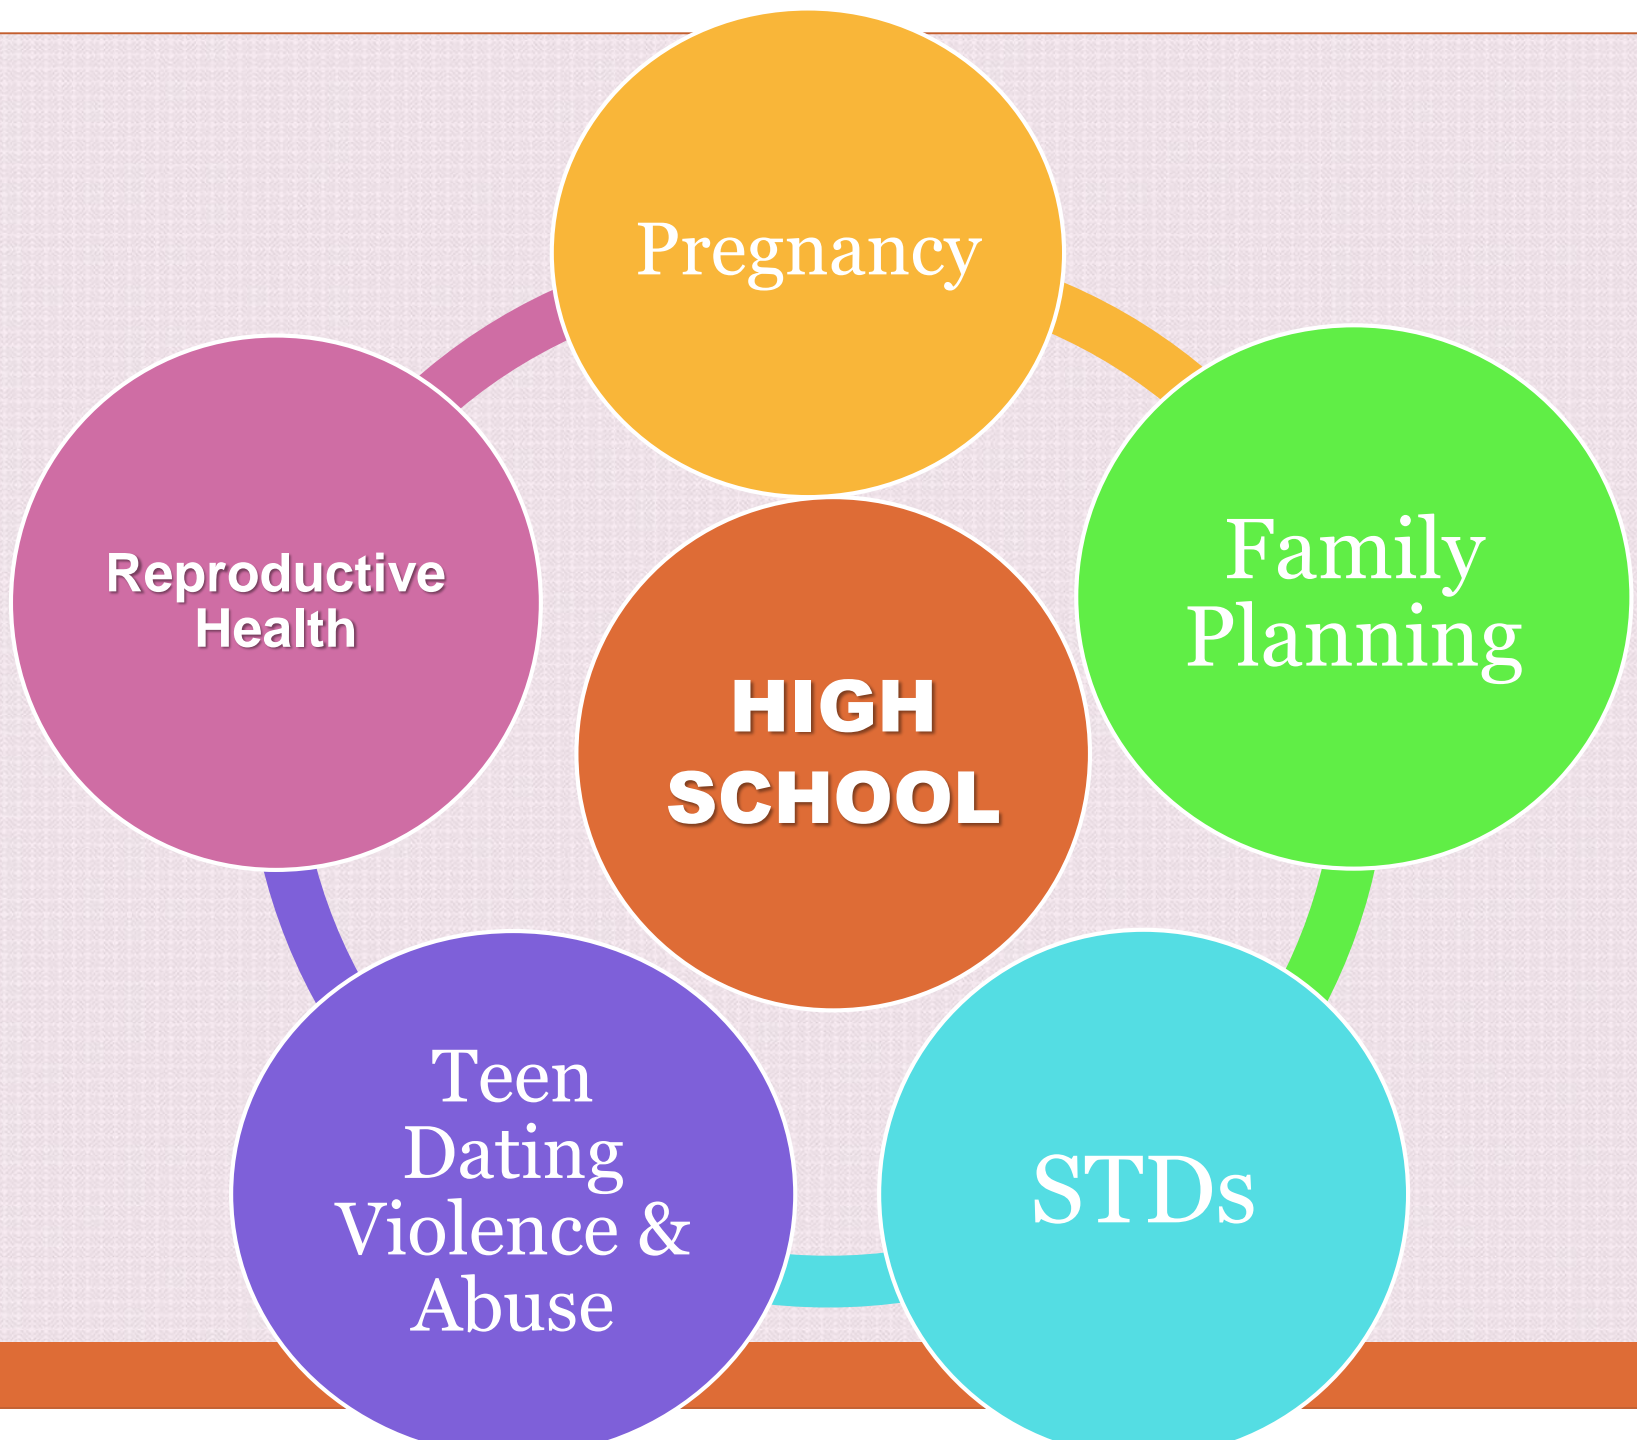 Pregnancy
Family
Planning
STDs
Teen
Dating
Violence &
Abuse
Reproductive
Health
HIGH
SCHOOL